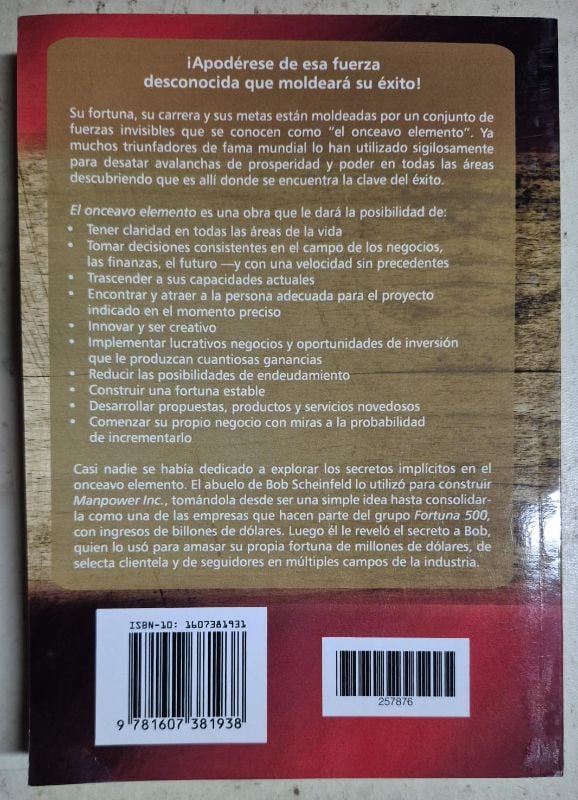 ¡Apodérese de esa fuerza
desconocida que moldeará su éxito!
Su fortuna, su carrera y sus metas están moldeadas por un conjunto de
fuerzas invisibles que se conocen como “el onceavo elemento”. Ya
muchos triunfadores de fama mundial lo han utilizado sigilosamente
para desatar avalanchas de prosperidad y poder en todas las áreas
descubriendo que es allí donde se encuentra la clave del éxito.
El onceavo elemento es una obra que le dará la posibilidad de:
• Tener claridad en todas las áreas de la vida
• Tomar decisiones consistentes en el campo de los negocios,
las finanzas, el futuro —y con una velocidad sin precedentes
• Trascender a sus capacidades actuales
• Encontrar y atraer a la persona adecuada para el proyecto
indicado en el momento preciso
• Innovar y ser creativo
• Implementar lucrativos negocios y oportunidades de inversión
que le produzcan cuantiosas ganancias
• Reducir las posibilidades de endeudamiento
• Construir una fortuna estable
• Desarrollar propuestas, productos y servicios novedosos
• Comenzar su propio negocio con miras a la probabilidad
de incrementarlo
Casi nadie se había dedicado a explorar los secretos implícitos en el
onceavo elemento. El abuelo de Bob Scheinfeld lo utilizó para construir
Manpower Inc., tomándola desde ser una simple idea hasta consolidar-
la como una de las empresas que hacen parte del grupo Fortuna 500,
con ingresos de billones de dólares. Luego él le reveló el secreto a Bob,
quien lo usó para amasar su propia fortuna de millones de dólares, de
selecta clientela y de seguidores en múltiples campos de la industria.
ISBN-10: 1607381931
9 781607 381938
257876